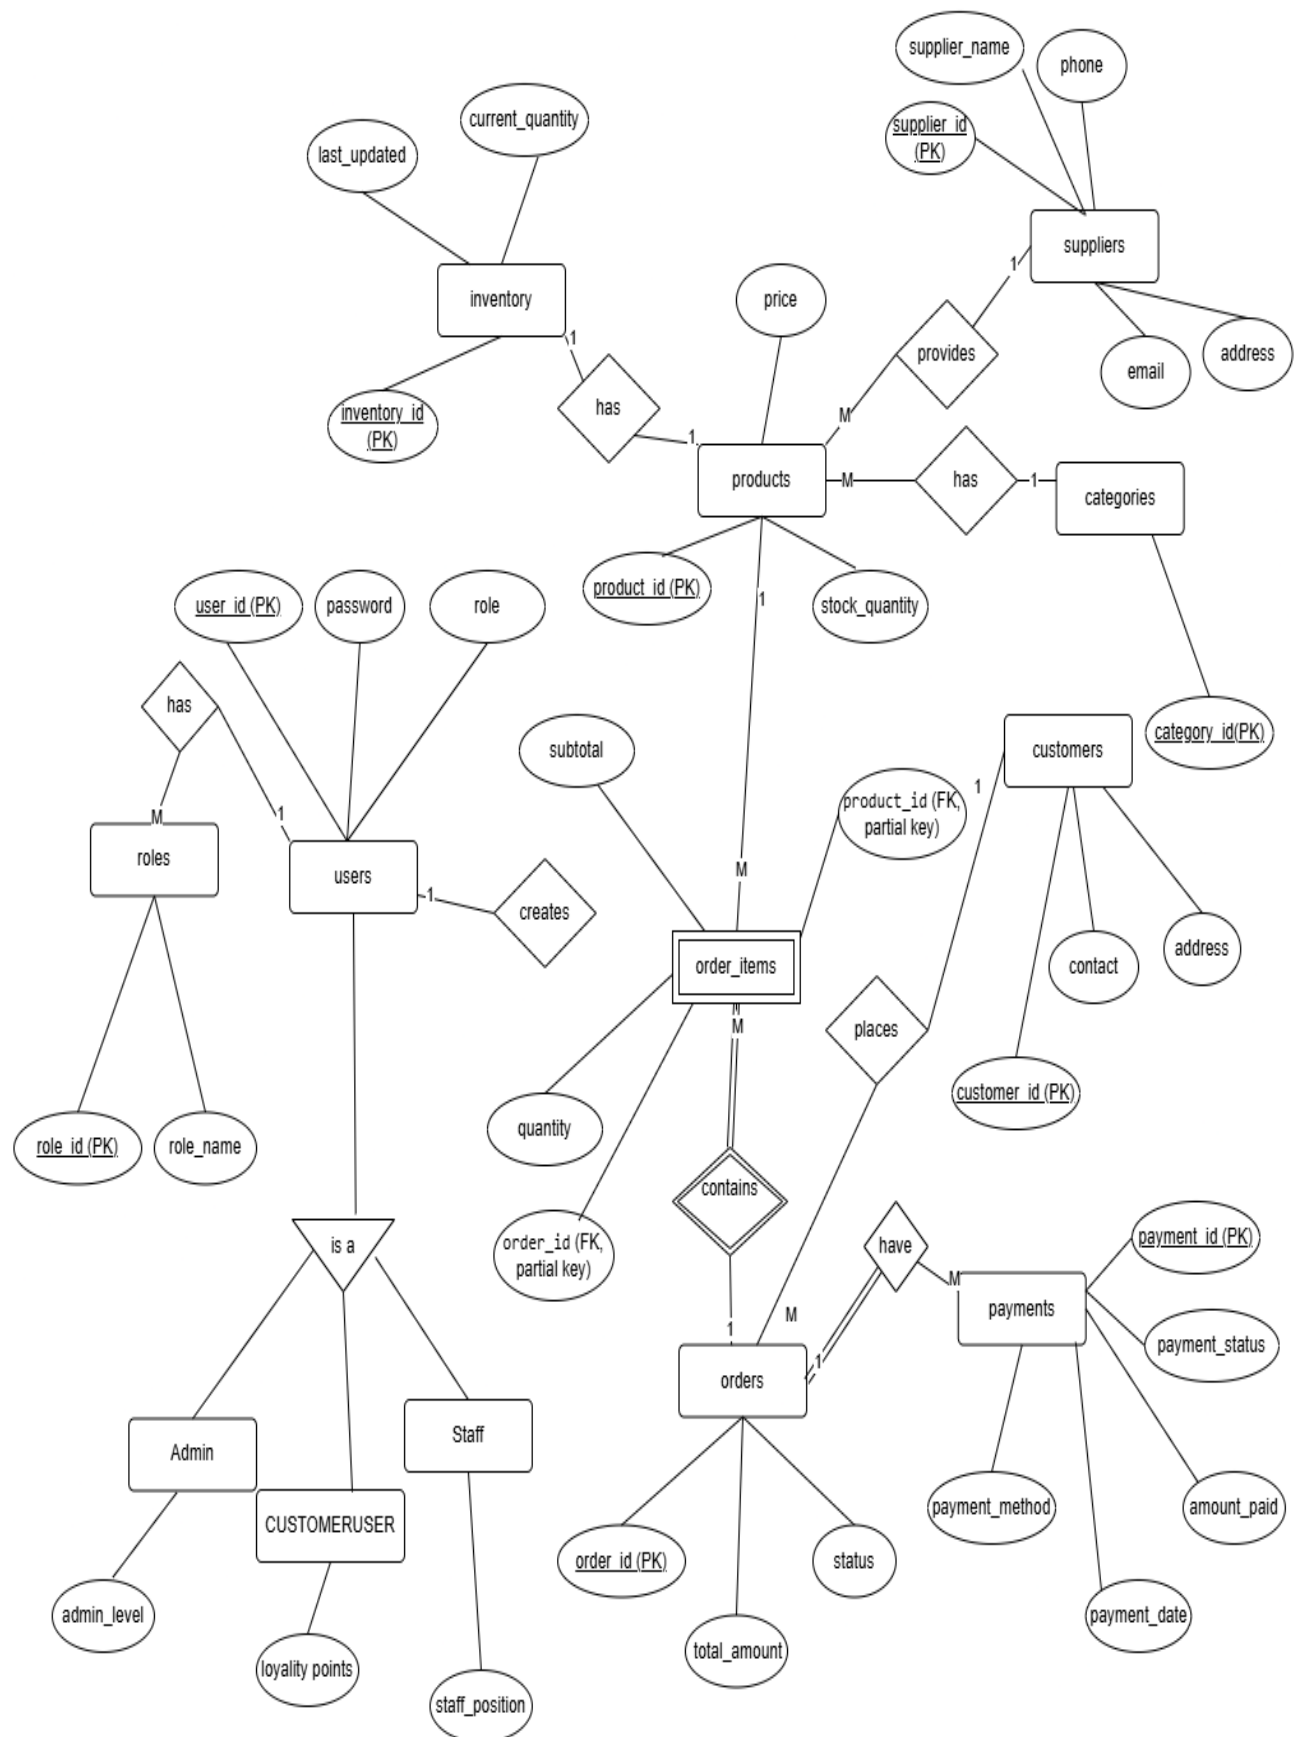 supplier_name
phone
supplier_id
(PK)
current_quantity
last_updated
suppliers
inventory
1
price
1
provides
address
email
has
inventory_id
(PK)
M
1
products
M
has
1
categories
product_id (PK)
stock_quantity
1
user_id (PK)
password
role
has
category_id(PK)
subtotal
customers
product_id (FK,
partial key)
1
M
1
roles
users
M
1
creates
order_items
contact
address
M
places
customer_id (PK)
quantity
role_id (PK)
role_name
contains
order_id (FK,
partial key)
is a
have
payment_id (PK)
M
payments
M
1
1
payment_status
orders
Admin
Staff
CUSTOMERUSER
payment_method
amount_paid
order_id (PK)
status
admin_level
payment_date
total_amount
loyality points
staff_position